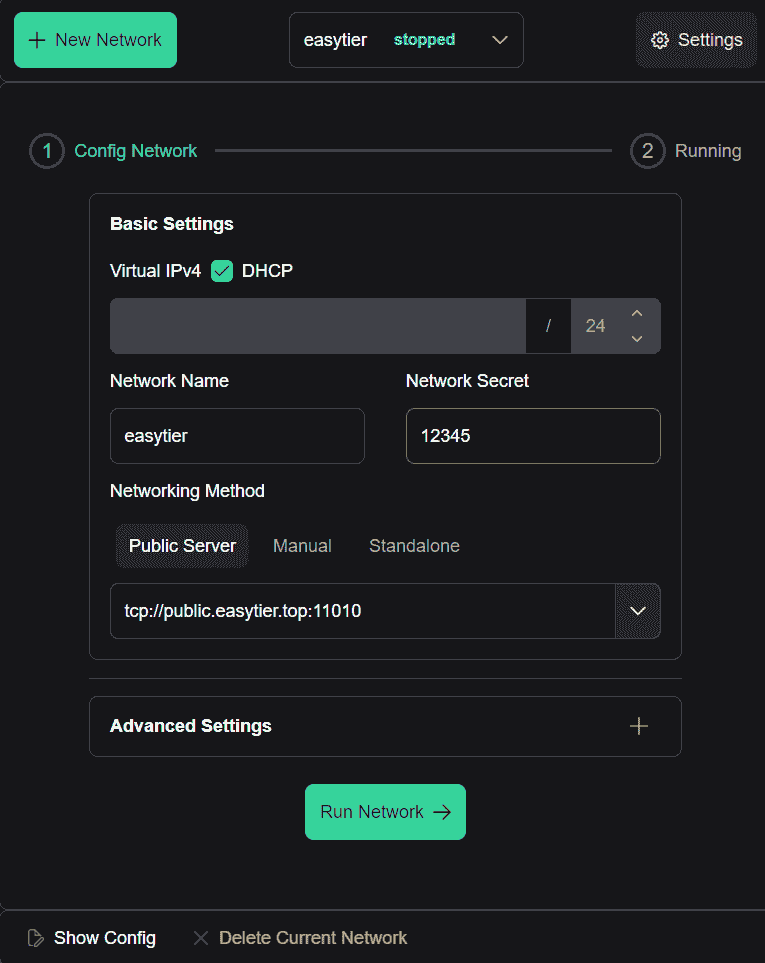 New Network
easytier stopped
Settings
1 Config Network
2 Running
Basic Settings
Virtual IPv4 DHCP
/ 24
Network Name
Network Secret
easytier
12345
Networking Method
Public Server Manual Standalone
tcp://public.easytier.top:11010
Advanced Settings
Run Network
Show Config
Delete Current Network